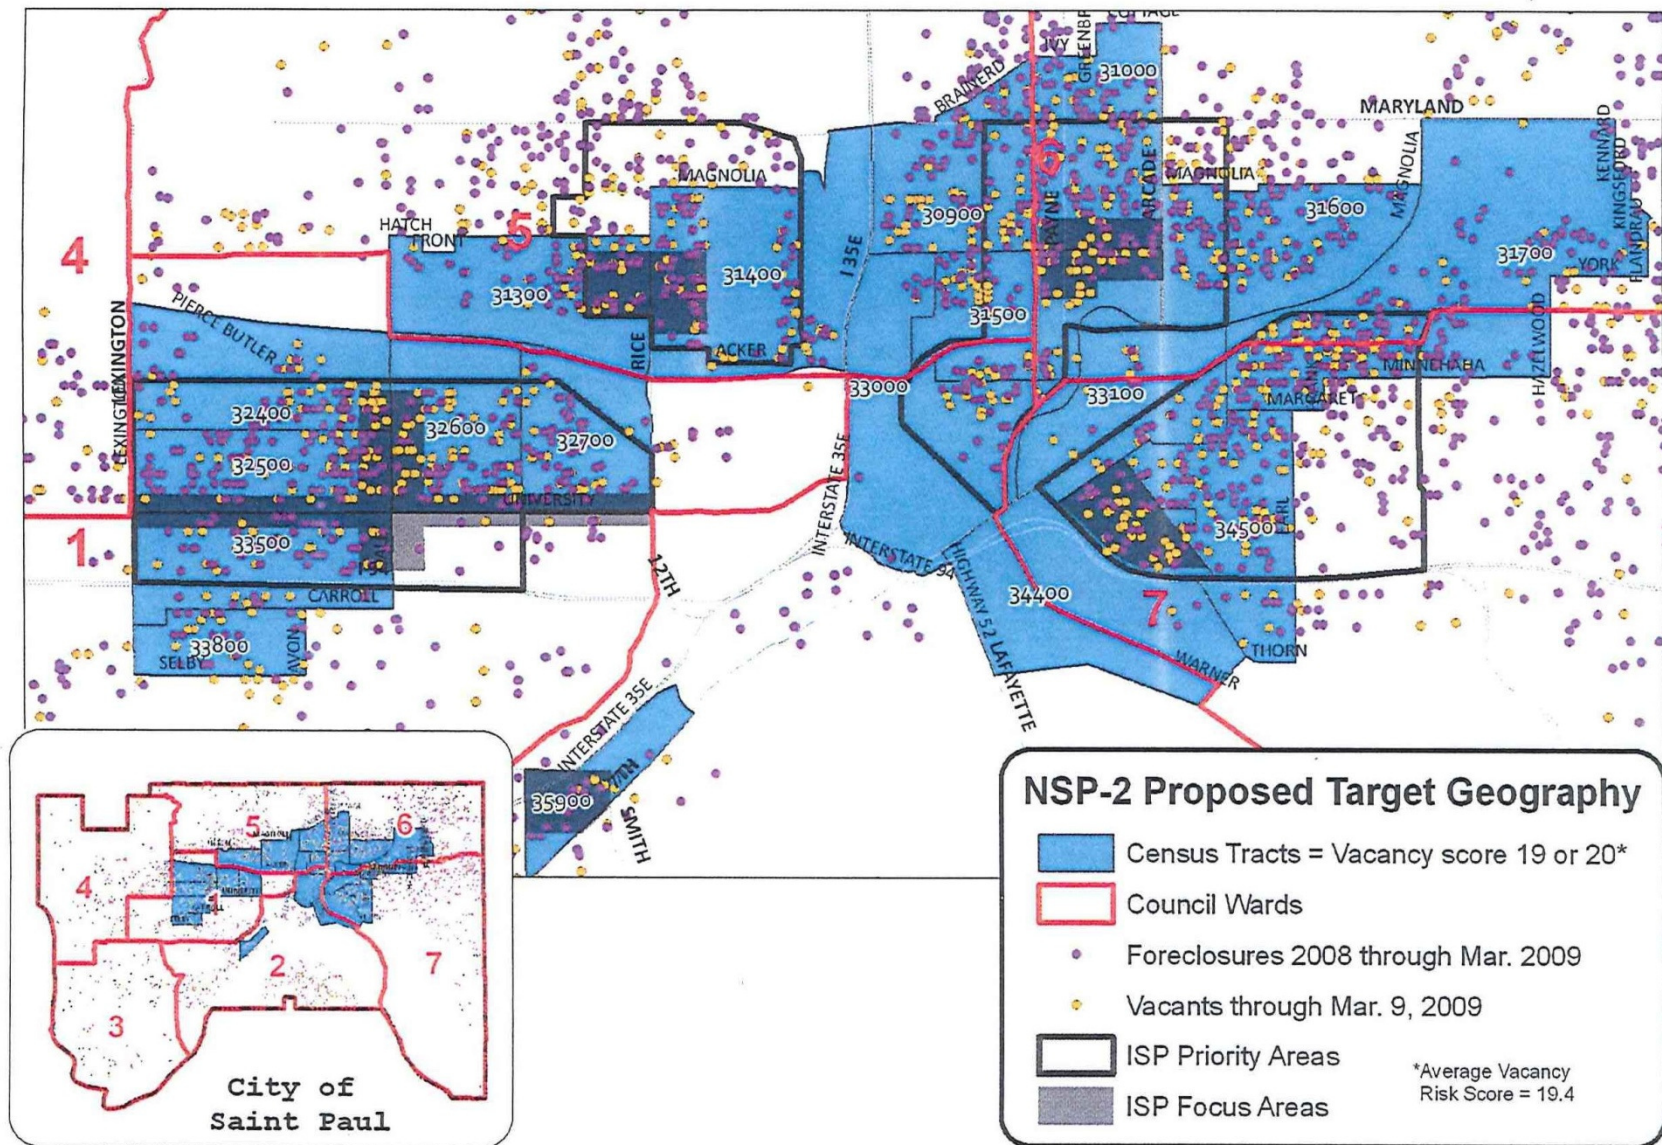 COTTAGE
IVY
GREENBR
31000
BRAINERD
MARYLAND
KENNARD
KINGSFORD
FLANDRAU
MAGNOLIA
MAGNOLIA
MAGNOLIA
6
ARCADE
PAYNE
30900
31600
HATCH
FRONT
5
4
I 35E
31400
31700
YORK
31300
31500
LEXINGTON
LEXINGTON
PIERCE BUTLER
RICE
ACKER
HAZELWOOD
MINNEHAHA
33000
33100
FRANK
MARGARET
32400
32600
32700
32500
UNIVERSITY
INTERSTATE 35E
EARL
34500
1
33500
INTERSTATE 94
CARROLL
12TH
HIGHWAY 52 LAFAYETTE
34400
7
33800
SELBY
AVON
THORN
WARNER
INTERSTATE 35E
7TH
35900
SMITH
NSP-2 Proposed Target Geography
Census Tracts = Vacancy score 19 or 20*
Council Wards
Foreclosures 2008 through Mar. 2009
Vacants through Mar. 9, 2009
ISP Priority Areas
ISP Focus Areas
*Average Vacancy
Risk Score = 19.4
5
6
4
1
2
7
3
City of
Saint Paul